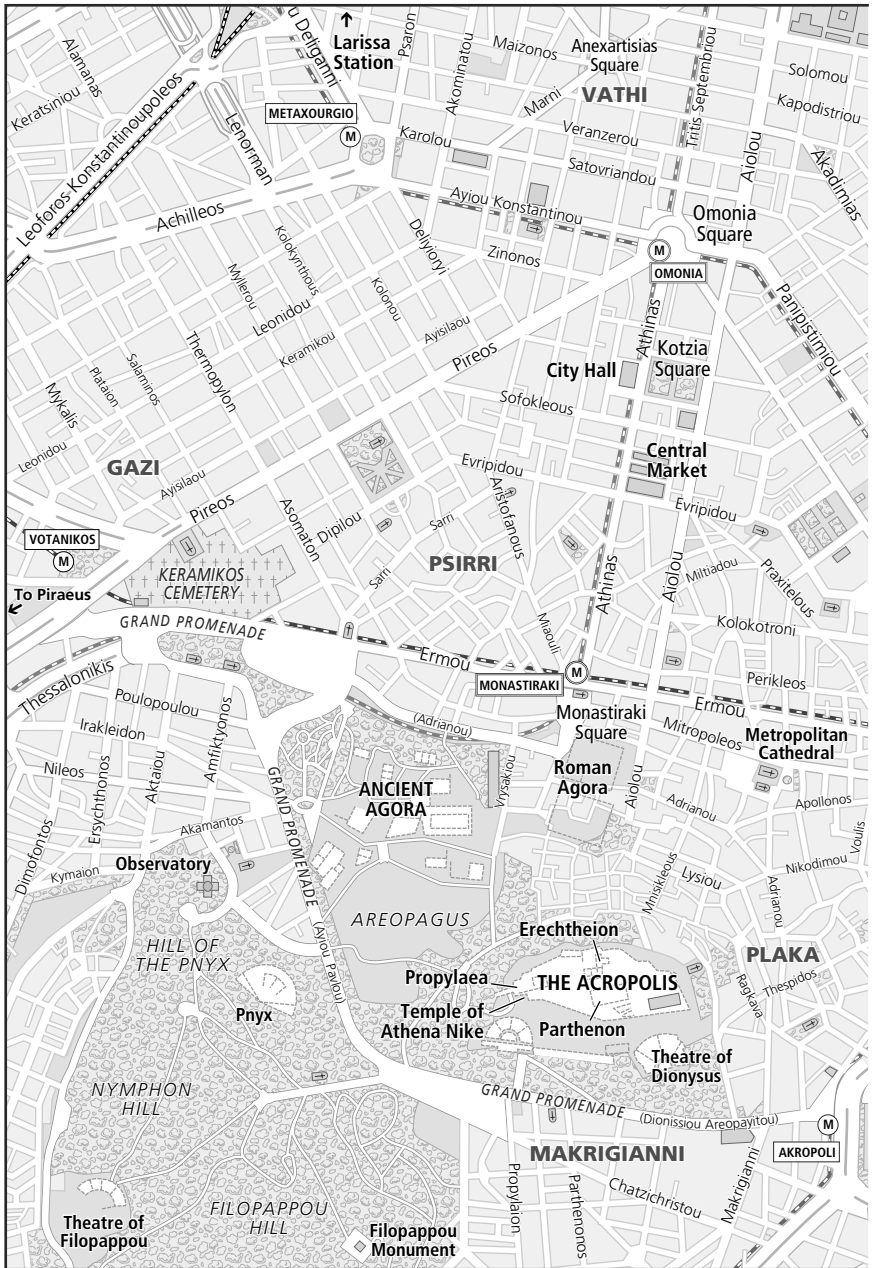 Deligianni
Larissa
Station
Psaron
Maizonos
Anexartisias
Square
VATHI
Akominatou
Marni
Tritis Septemvriou
Solomou
Kapodistriou
Alamanas
Keratsiniou
Leoforos Konstantinoupoleos
Lenorman
METAXOURGIO
M
Karolou
Veranzerou
Satovriandou
Aiolou
Akadimias
Achilleos
Ayiou Konstantinou
Omonia
Square
M
OMONIA
Zinonos
Deliyioryi
Kolokynthous
Myllerou
Leonidou
Kolonou
Keramikou
Ayisilaou
Pireos
Athinas
Panipistimiou
Kotzia
Square
City Hall
Sofokleous
Thermopylon
Salaminos
Plataion
Mykalis
Leonidou
GAZI
Ayisilaou
Pireos
Central
Market
Evripidou
Evripidou
Aristofanous
Asomaton
Dipilou
Sarri
Sarri
PSIRRI
VOTANIKOS
M
To Piraeus
KERAMIKOS
CEMETERY
Athinas
Aiolou
Miltiadou
Praxitelous
Kolokotroni
Miaouli
GRAND PROMENADE
Ermou
M
MONASTIRAKI
Perikleos
Ermou
Thessalonikis
Poulopoulou
Irakleidon
Amfiktyonos
Nileos
Ersychthonos
Aktaiou
Dimofontos
(Adrianou)
Monastiraki
Square
Mitropoleos
Metropolitan
Cathedral
Roman
Agora
Vrysakiou
Aiolou
Adrianou
Apollonos
Voulis
Nikodimou
ANCIENT
AGORA
GRAND PROMENADE
(Ayiou Pavlou)
Akamantos
Kymaion
Observatory
Mnisikleous
Lysiou
Adrianou
AREOPAGUS
HILL OF
THE PNYX
Pnyx
Erechtheion
Propylaea
THE ACROPOLIS
Temple of
Athena Nike
Parthenon
PLAKA
Ragkava
Thespidos
Theatre of
Dionysus
NYMPHON
HILL
GRAND PROMENADE
(Dionissiou Areopayitou)
M
AKROPOLI
MAKRIGIANNI
Propylaion
Parthenonos
Chatzichristou
Makrigianni
Theatre of
Filopappou
FILOPAPPOU
HILL
Filopappou
Monument